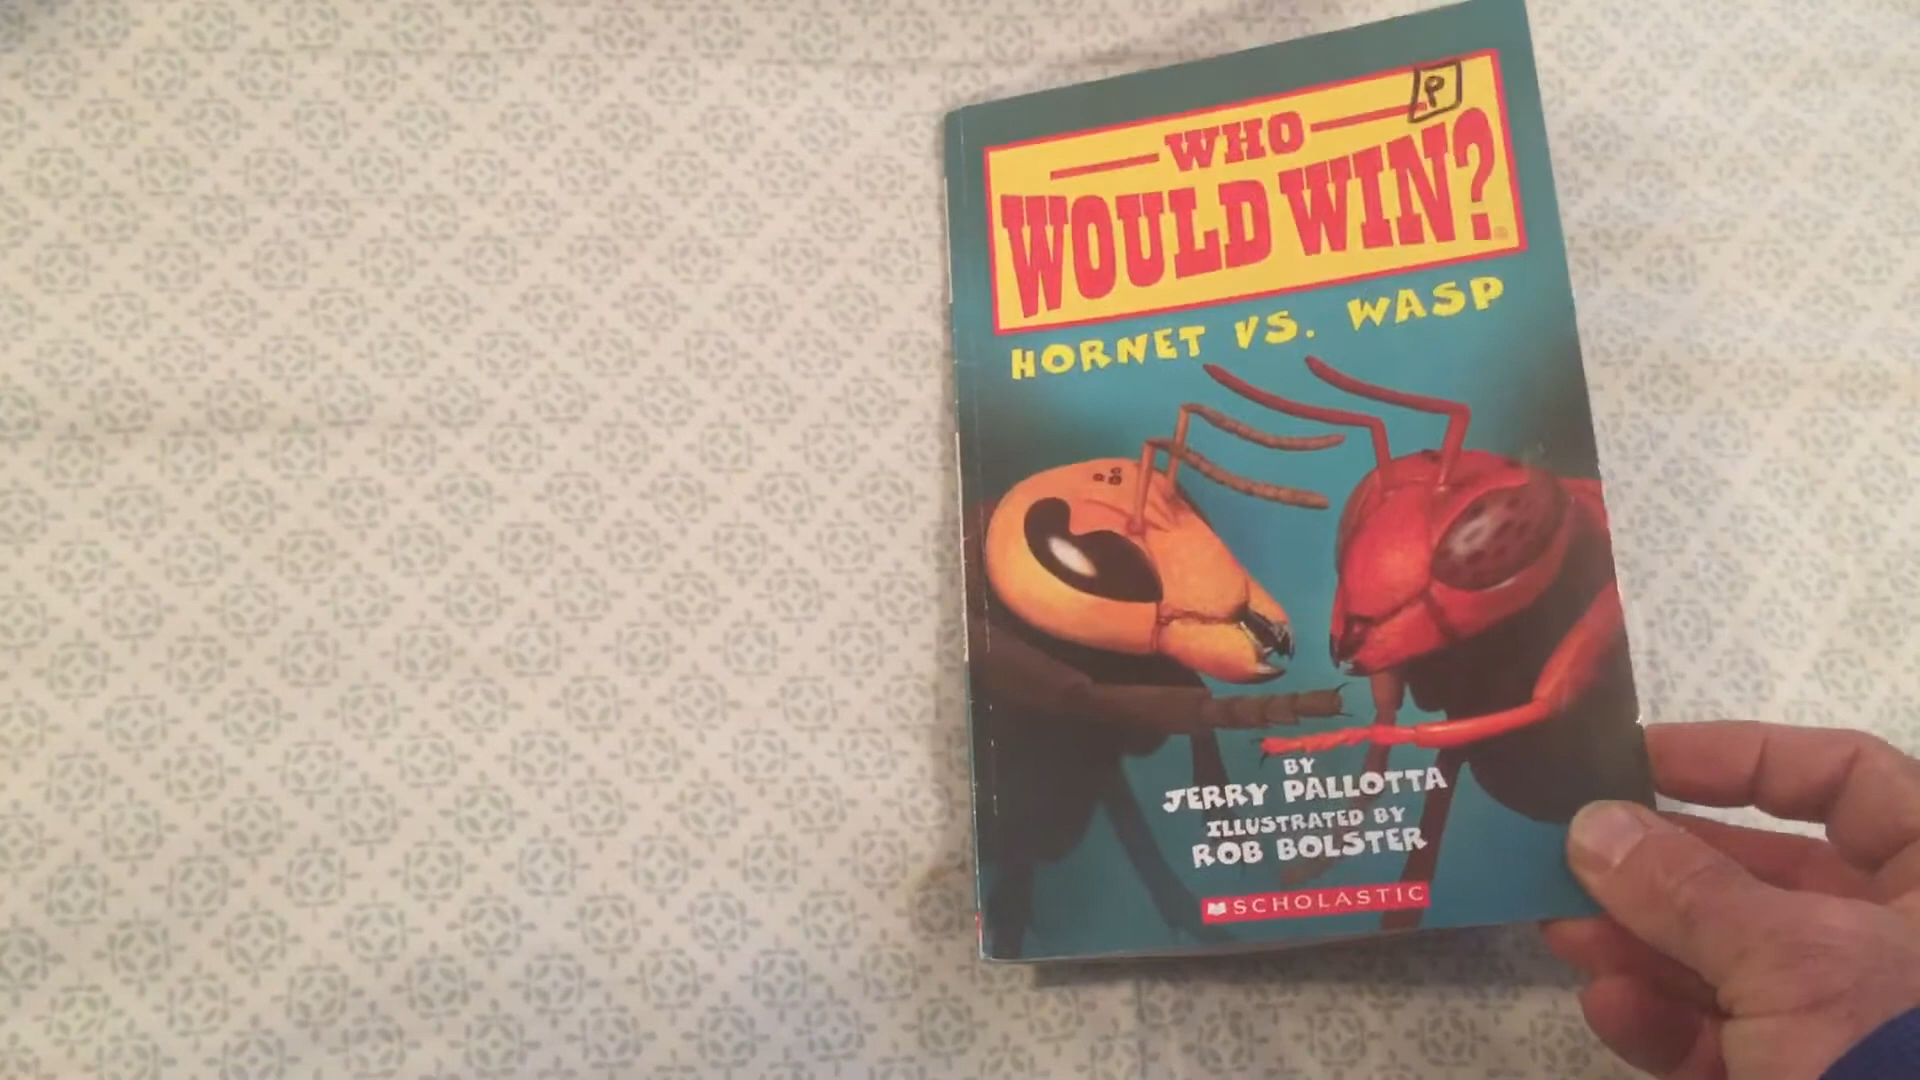 P
WHO
WOULD WIN?
HORNET VS. WASP
BY
JERRY PALLOTTA
ILLUSTRATED BY
ROB BOLSTER
SCHOLASTIC